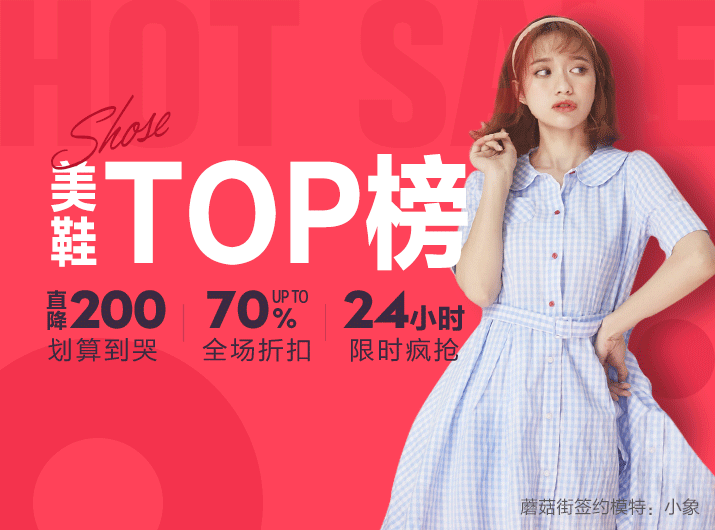 HOT SALE
Shose
美鞋TOP榜
直降200
划算到哭
70% UP TO
全场折扣
24小时
限时疯抢
蘑菇街签约模特：小象